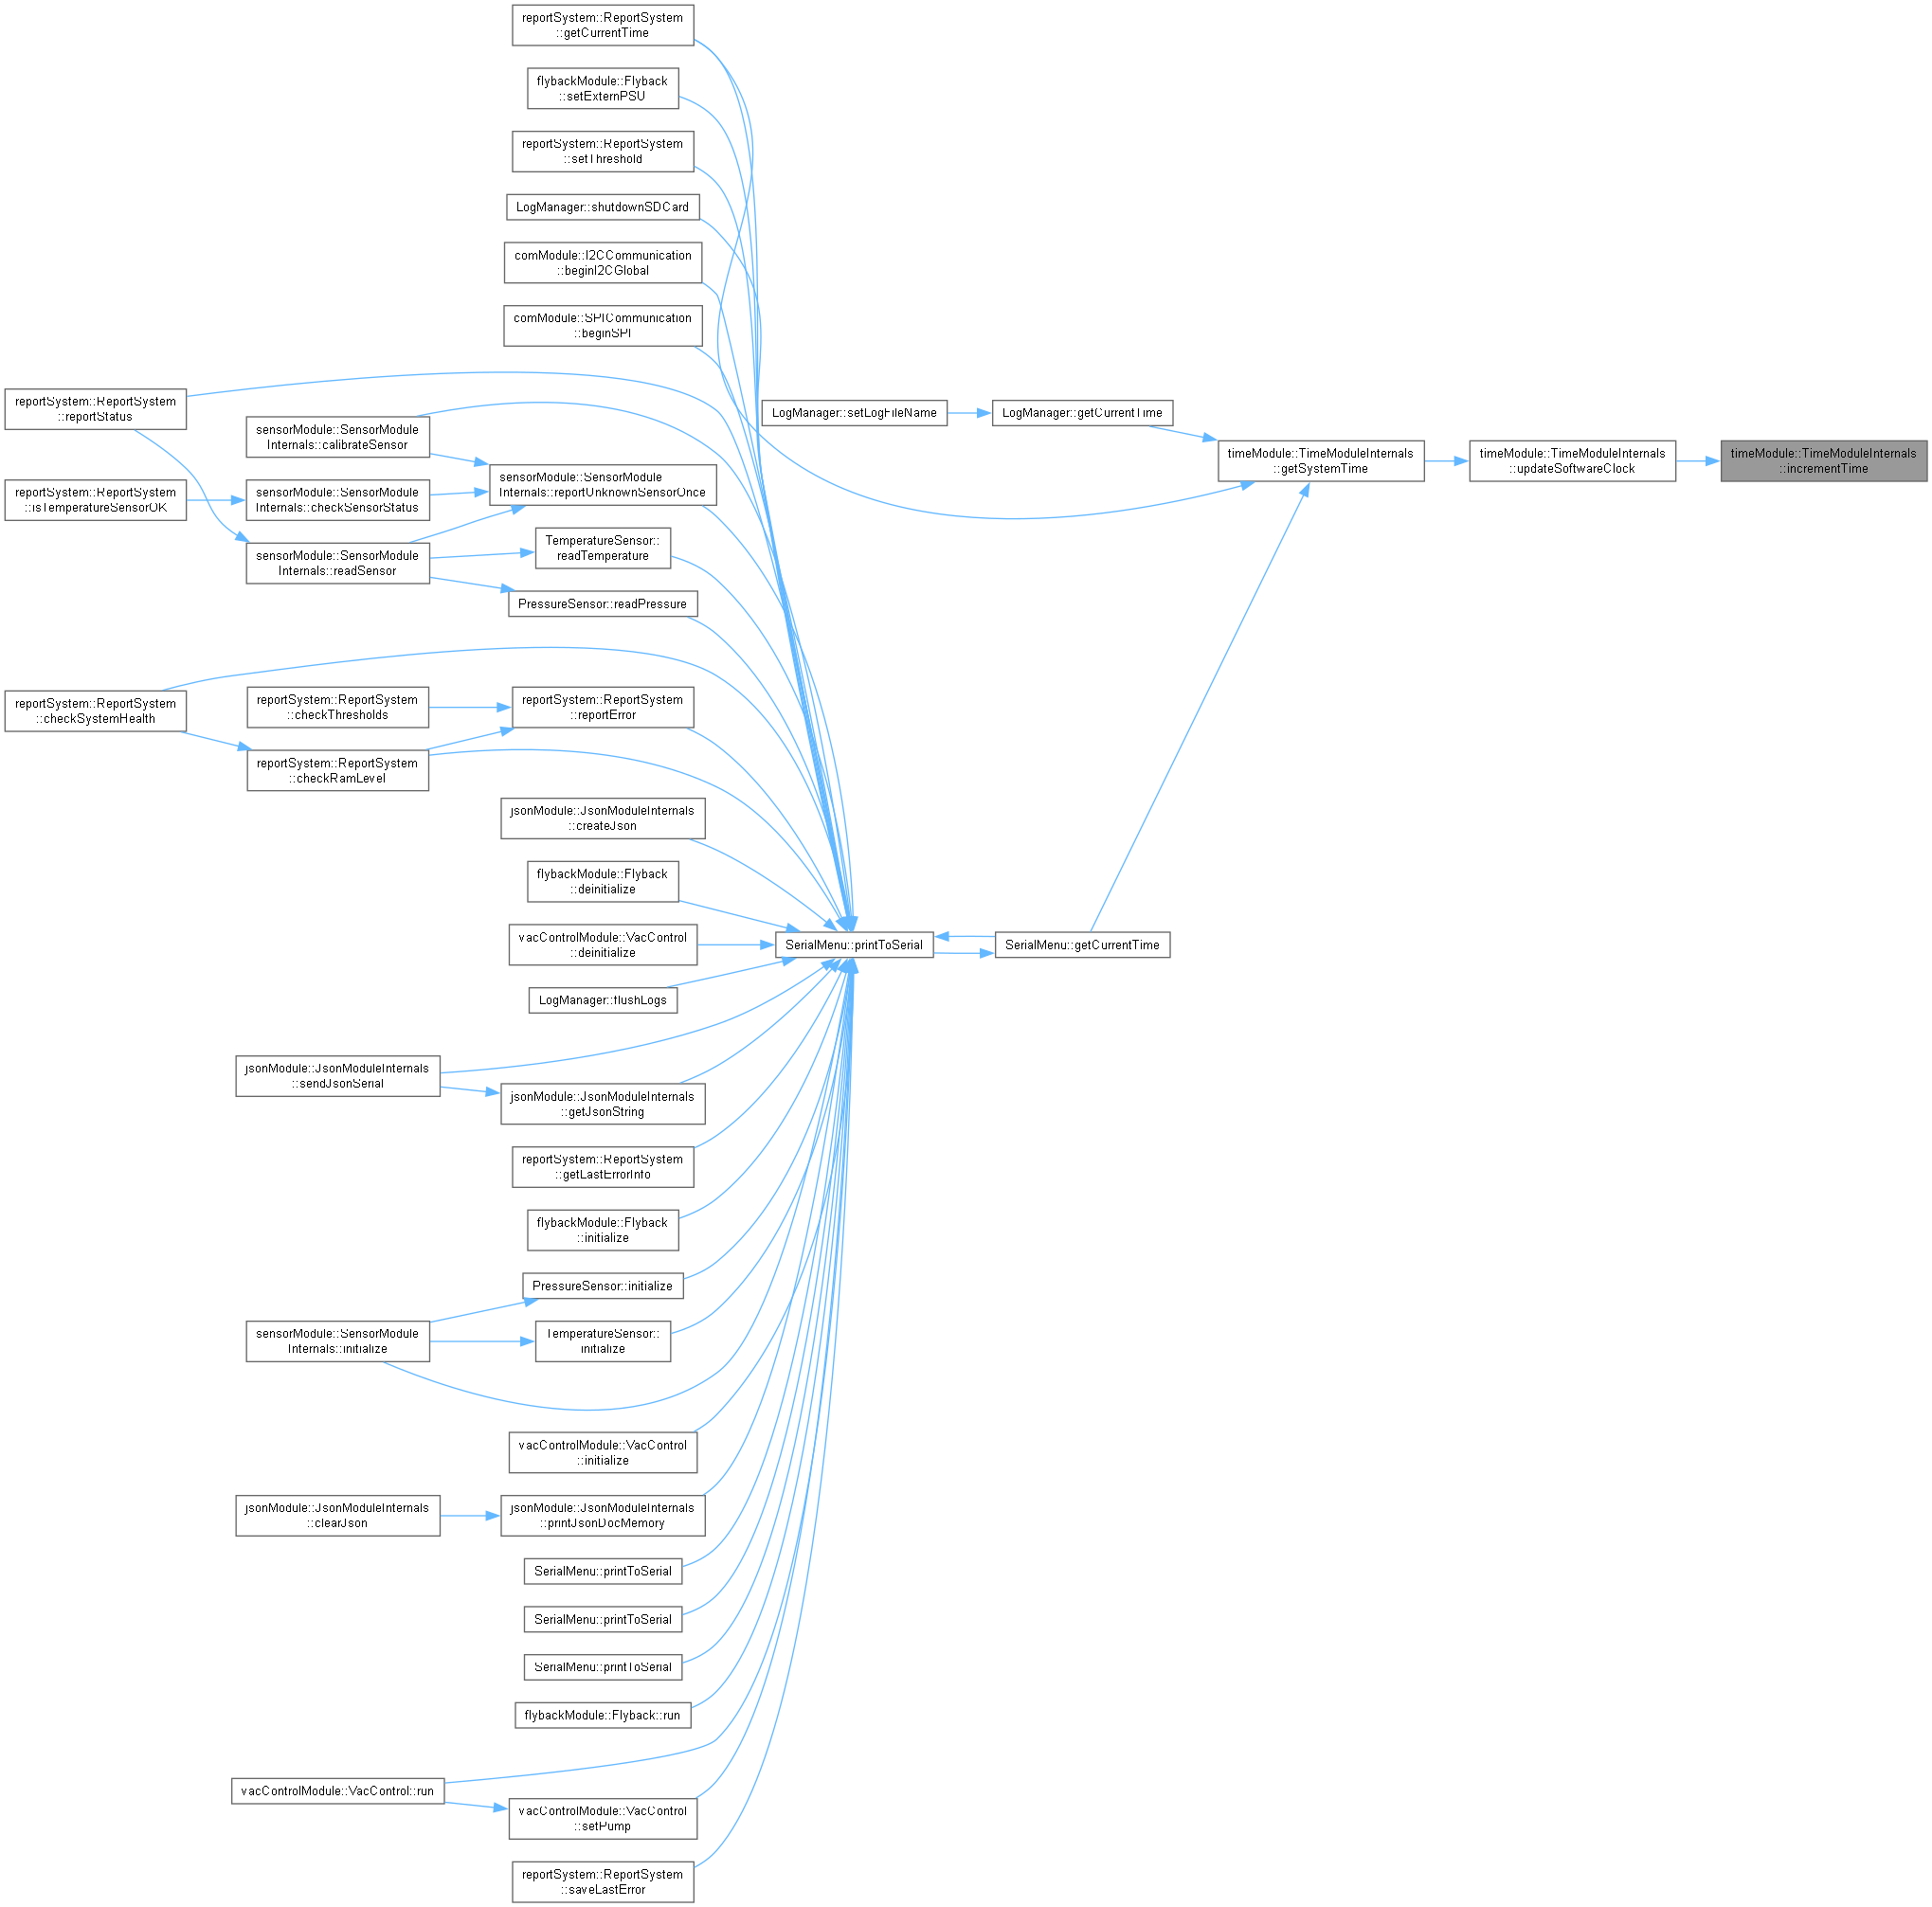 reportSystem::ReportSystem
::getCurrentTime
flybackModule::Flyback
::setExternPSU
reportSystem::ReportSystem
::setThreshold
LogManager::shutdownSDCard
comModule::I2CCommunication
::beginI2CGlobal
comModule::SPICommunication
::beginSPI
reportSystem::ReportSystem
::reportStatus
sensorModule::SensorModule
Internals::calibrateSensor
LogManager::setLogFileName
LogManager::getCurrentTime
timeModule::TimeModuleInternals
::getSystemTime
timeModule::TimeModuleInternals
::updateSoftwareClock
timeModule::TimeModuleInternals
::incrementTime
sensorModule::SensorModule
Internals::reportUnknownSensorOnce
reportSystem::ReportSystem
::isTemperatureSensorOK
sensorModule::SensorModule
Internals::checkSensorStatus
sensorModule::SensorModule
Internals::readSensor
TemperatureSensor::
readTemperature
PressureSensor::readPressure
reportSystem::ReportSystem
::checkSystemHealth
reportSystem::ReportSystem
::checkThresholds
reportSystem::ReportSystem
::reportError
reportSystem::ReportSystem
::checkRamLevel
jsonModule::JsonModuleInternals
::createJson
flybackModule::Flyback
::deinitialize
vacControlModule::VacControl
::deinitialize
SerialMenu::printToSerial
SerialMenu::getCurrentTime
LogManager::flushLogs
jsonModule::JsonModuleInternals
::sendJsonSerial
jsonModule::JsonModuleInternals
::getJsonString
reportSystem::ReportSystem
::getLastErrorInfo
flybackModule::Flyback
::initialize
PressureSensor::initialize
sensorModule::SensorModule
Internals::initialize
TemperatureSensor::
initialize
vacControlModule::VacControl
::initialize
jsonModule::JsonModuleInternals
::clearJson
jsonModule::JsonModuleInternals
::printJsonDocMemory
SerialMenu::printToSerial
SerialMenu::printToSerial
SerialMenu::printToSerial
flybackModule::Flyback::run
vacControlModule::VacControl::run
vacControlModule::VacControl
::setPump
reportSystem::ReportSystem
::saveLastError